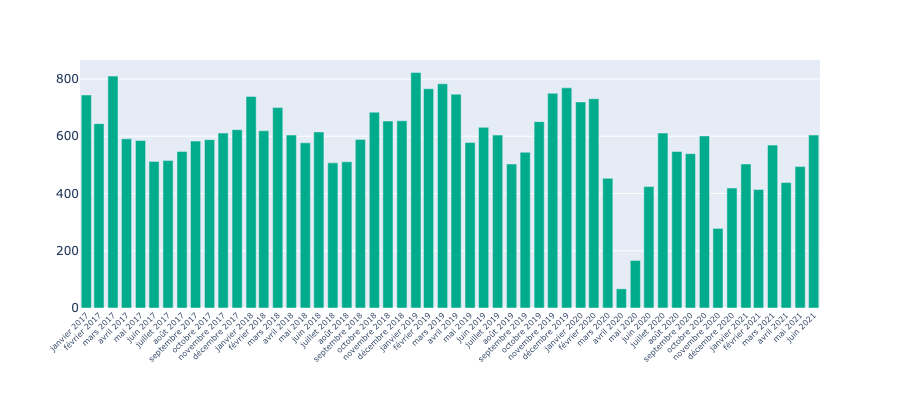 800
600
400
200
0
janvier 2017
février 2017
mars 2017
avril 2017
mai 2017
juin 2017
juillet 2017
août 2017
septembre 2017
octobre 2017
novembre 2017
décembre 2017
janvier 2018
février 2018
mars 2018
avril 2018
mai 2018
juin 2018
juillet 2018
août 2018
septembre 2018
octobre 2018
novembre 2018
décembre 2018
janvier 2019
février 2019
mars 2019
avril 2019
mai 2019
juin 2019
juillet 2019
août 2019
septembre 2019
octobre 2019
novembre 2019
décembre 2019
janvier 2020
février 2020
mars 2020
avril 2020
mai 2020
juin 2020
juillet 2020
août 2020
septembre 2020
octobre 2020
novembre 2020
décembre 2020
janvier 2021
février 2021
mars 2021
avril 2021
mai 2021
juin 2021